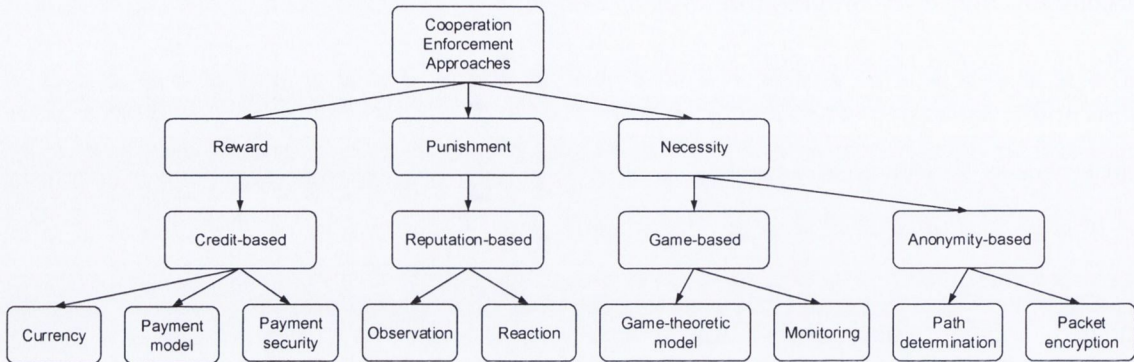 Cooperation
Enforcement
Approaches
Reward
Punishment
Necessity
Credit-based
Reputation-based
Game-based
Anonymity-based
Currency
Payment
model
Payment
security
Observation
Reaction
Game-theoretic
model
Monitoring
Path
determination
Packet
encryption